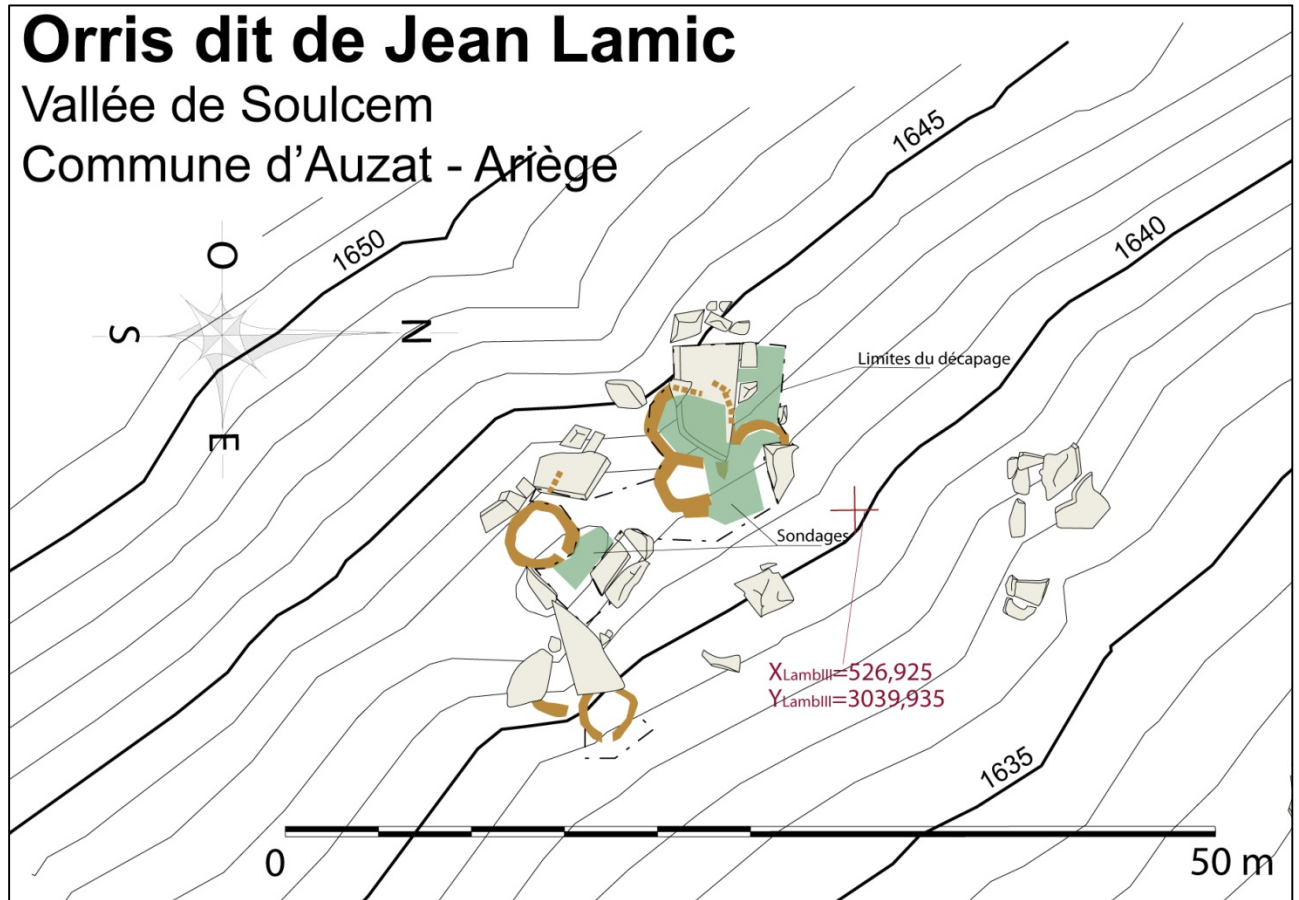 Orris dit de Jean Lamic
Vallée de Soulcem
Commune d'Auzat - Ariège
1645
1640
1650
O
S
N
E
Limites du décapage
Sondages
XLambIII=526,925
YLambIII=3039,935
1635
0
50 m